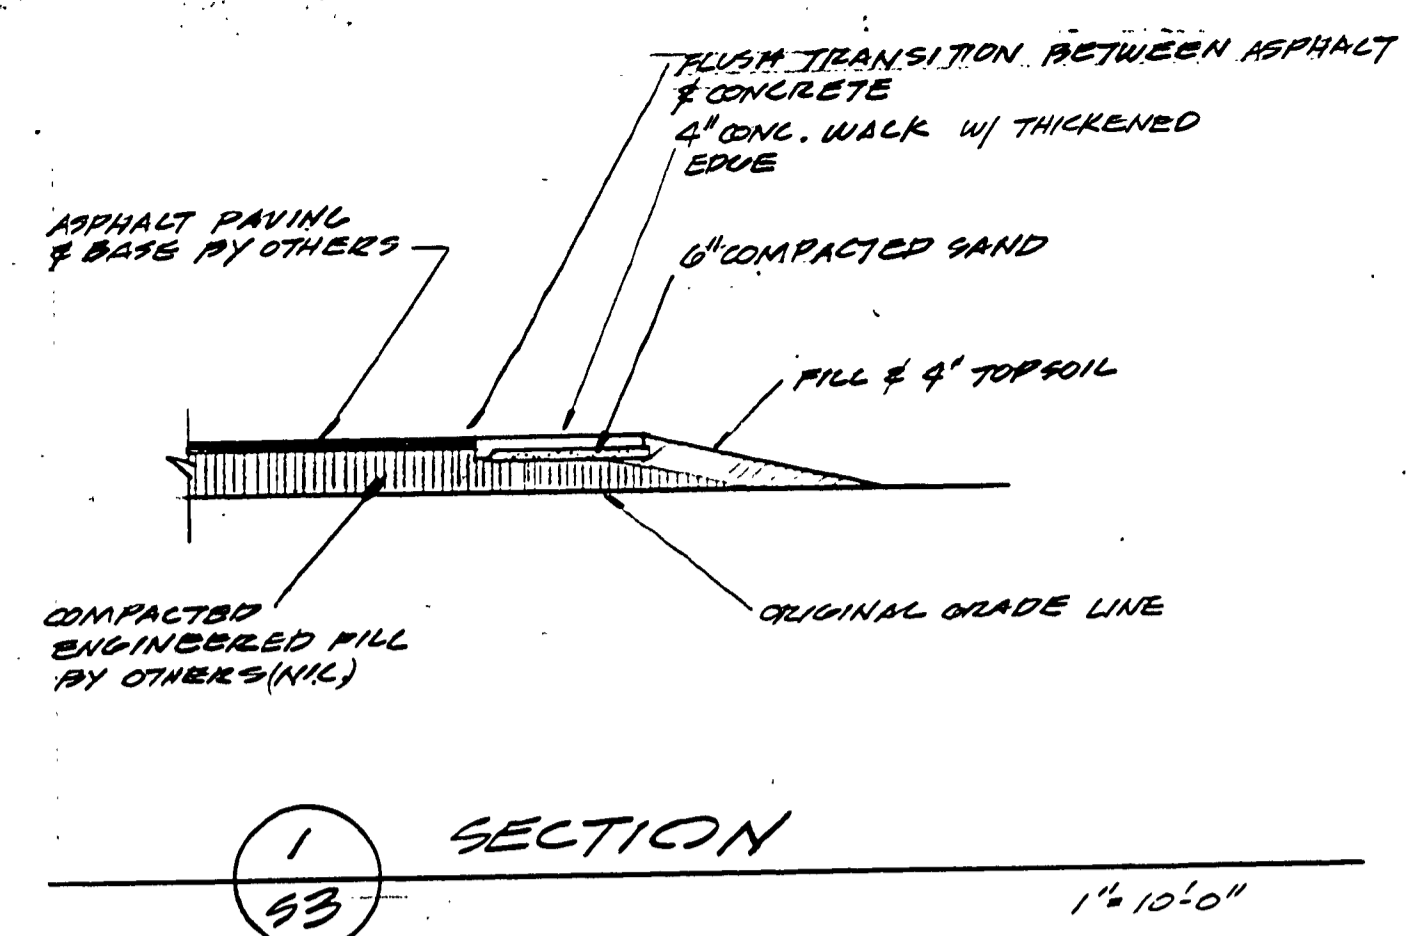 FLUSH TRANSITION BETWEEN ASPHALT
& CONCRETE
4" CONC. WALK W/ THICKENED
EDGE
ASPHALT PAVING
& BASE BY OTHERS
6" COMPACTED SAND
FILL & 4" TOPSOIL
COMPACTED
ENGINEERED FILL
BY OTHERS (N.I.C.)
ORIGINAL GRADE LINE
1
S3
SECTION
1"=10'-0"